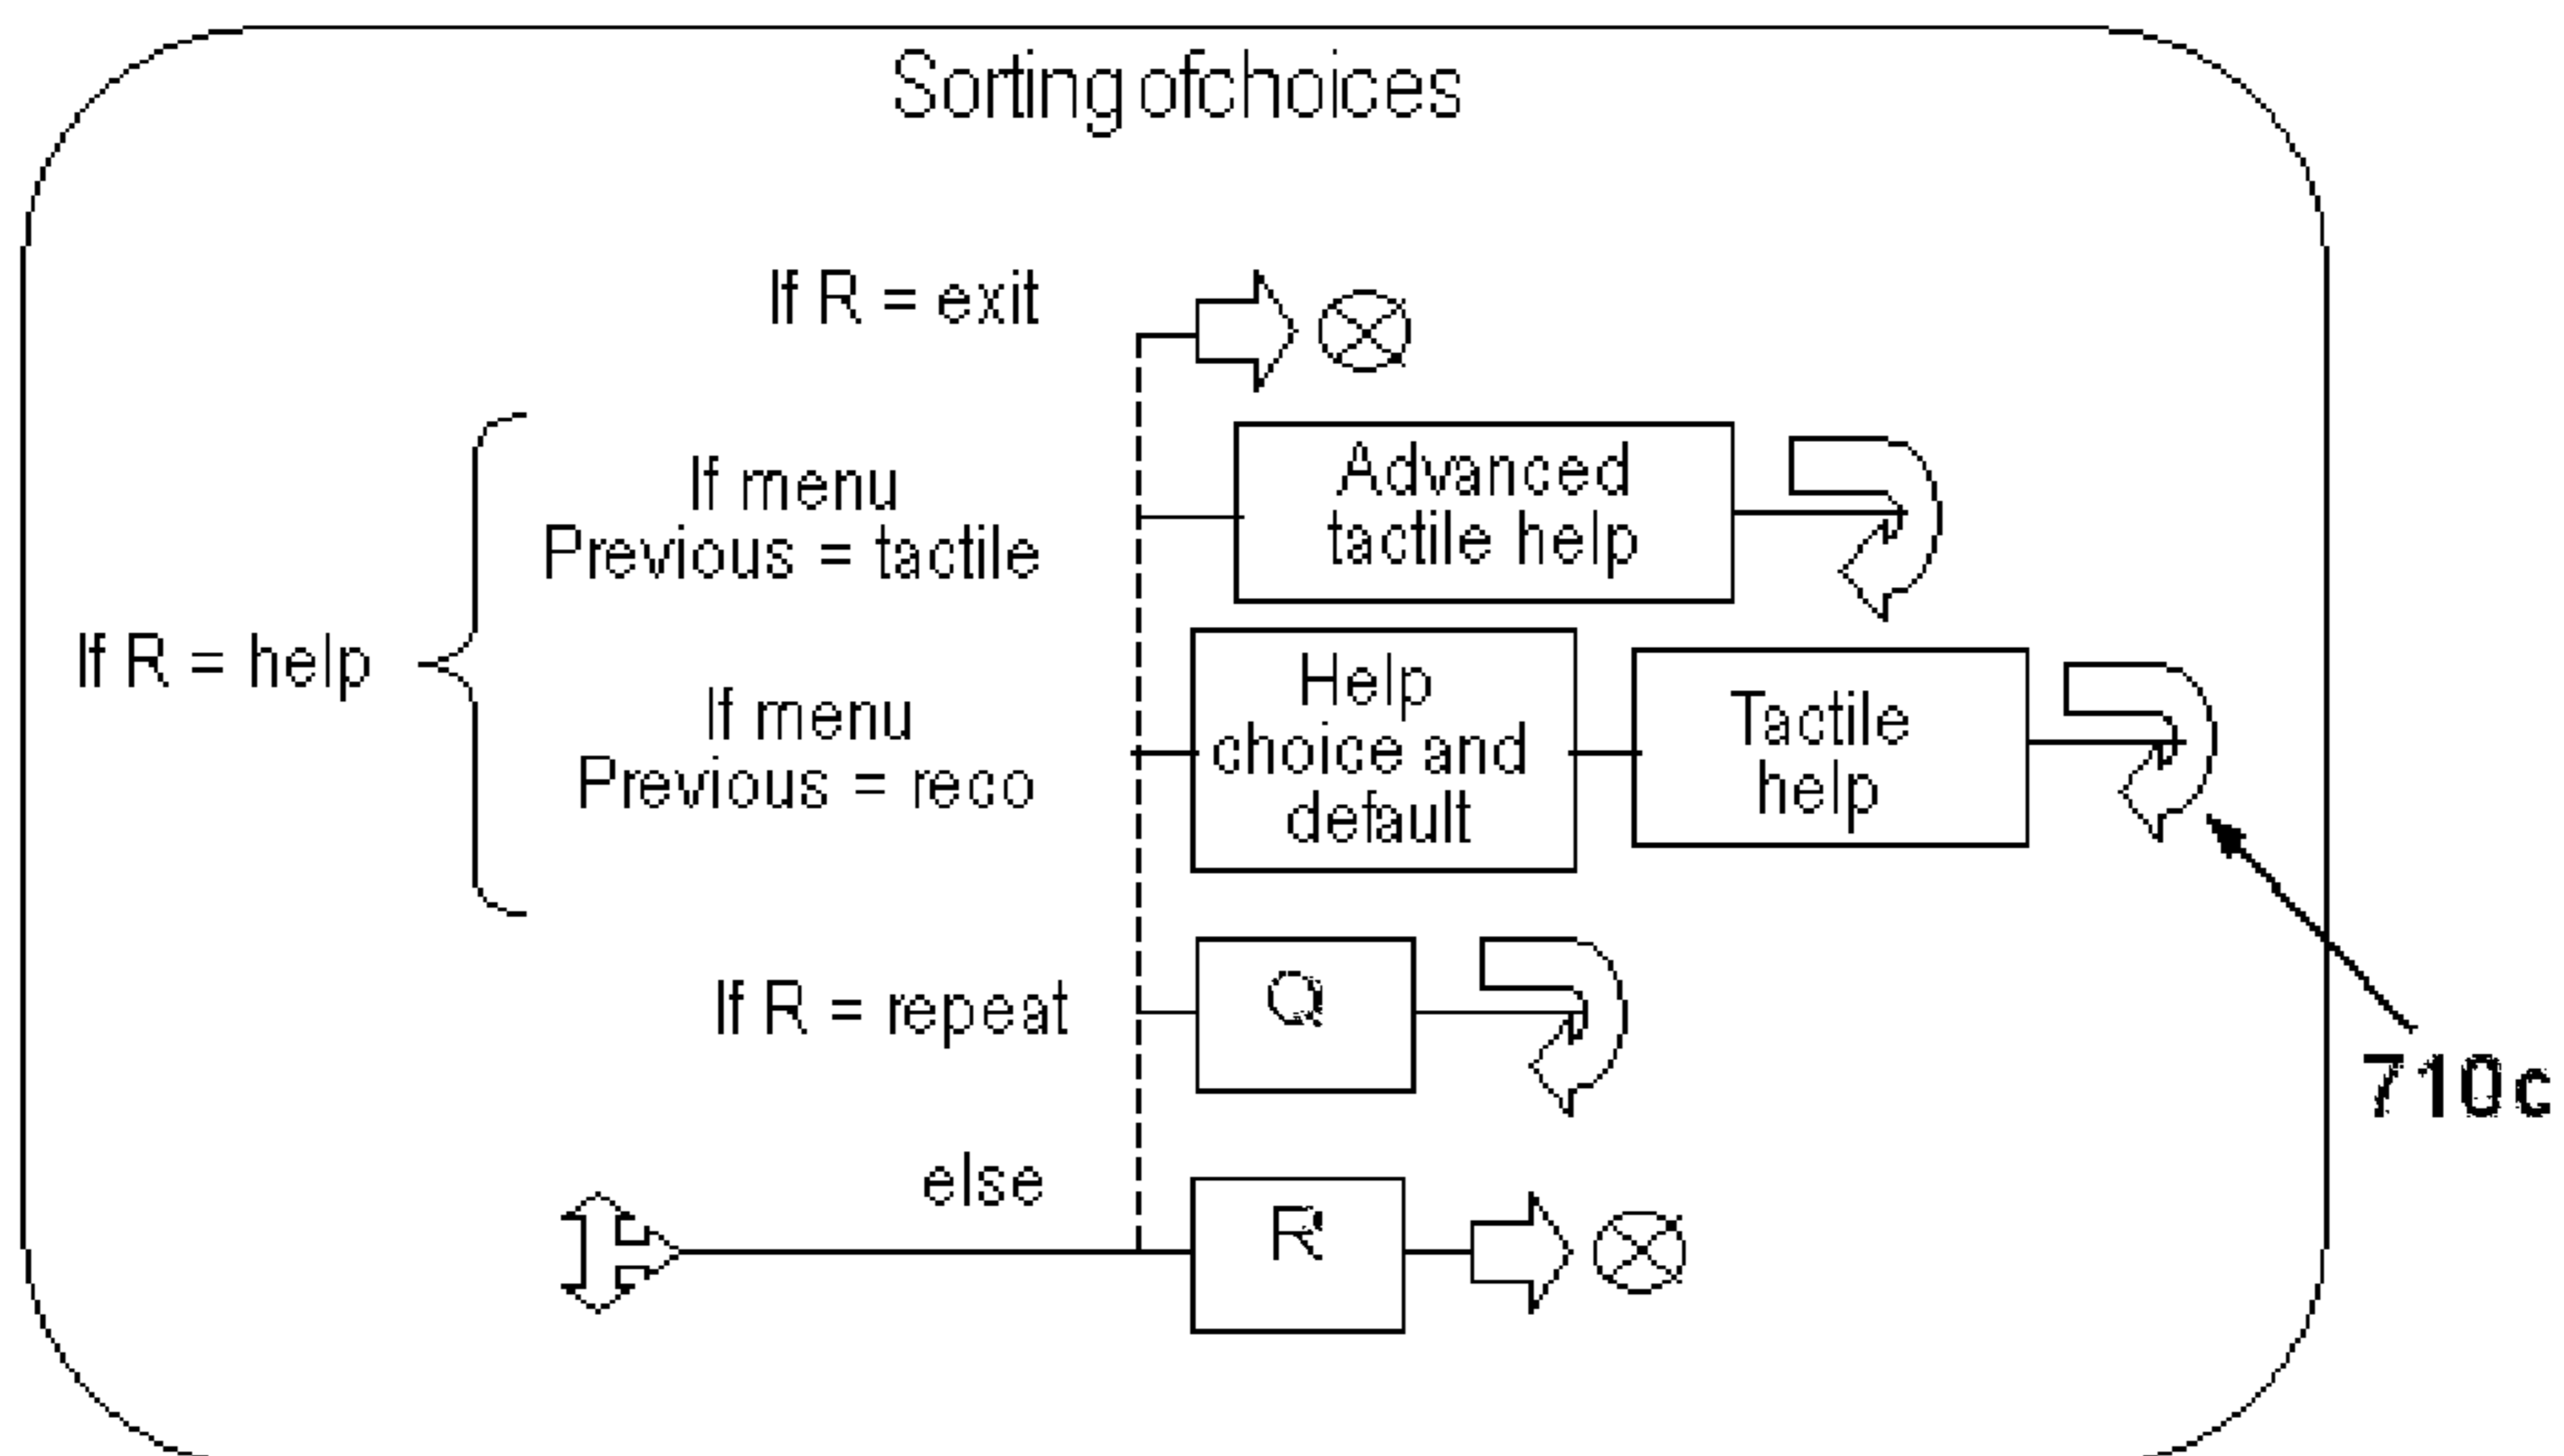 Sorting ofchoices
If R = exit
If menu
Previous = tactile
Advanced
tactile help
If R = help
If menu
Previous = reco
Help
choice and
default
Tactile
help
If R = repeat
Q
710c
else
R